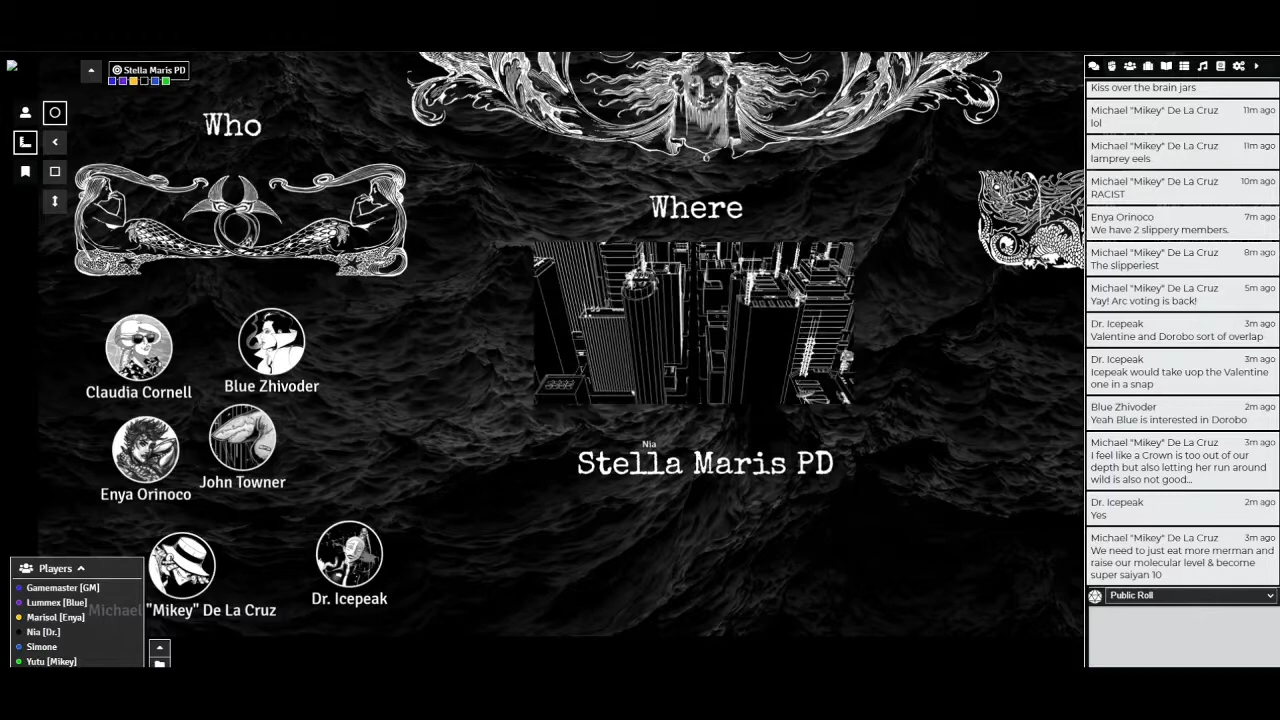 Stella Maris PD
Who
Where
Claudia Cornell
Blue Zhivoder
Enya Orinoco
John Towner
Michael "Mikey" De La Cruz
Dr. Icepeak
Nia
Stella Maris PD
Players
Gamemaster [GM]
Lummex [Blue]
Marisol [Enya]
Nia [Dr.]
Simone
Yutu [Mikey]
Kiss over the brain jars
Michael "Mikey" De La Cruz 11m ago
lol
Michael "Mikey" De La Cruz 11m ago
lamprey eels
Michael "Mikey" De La Cruz 10m ago
RACIST
Enya Orinoco 7m ago
We have 2 slippery members.
Michael "Mikey" De La Cruz 8m ago
The slipperiest
Michael "Mikey" De La Cruz 5m ago
Yay! Arc voting is back!
Dr. Icepeak 3m ago
Valentine and Dorobo sort of overlap
Dr. Icepeak 3m ago
Icepeak would take uop the Valentine
one in a snap
Blue Zhivoder 2m ago
Yeah Blue is interested in Dorobo
Michael "Mikey" De La Cruz 3m ago
I feel like a Crown is too out of our
depth but also letting her run around
wild is also not good...
Dr. Icepeak 2m ago
Yes
Michael "Mikey" De La Cruz 3m ago
We need to just eat more merman and
raise our molecular level & become
super saiyan 10
Public Roll